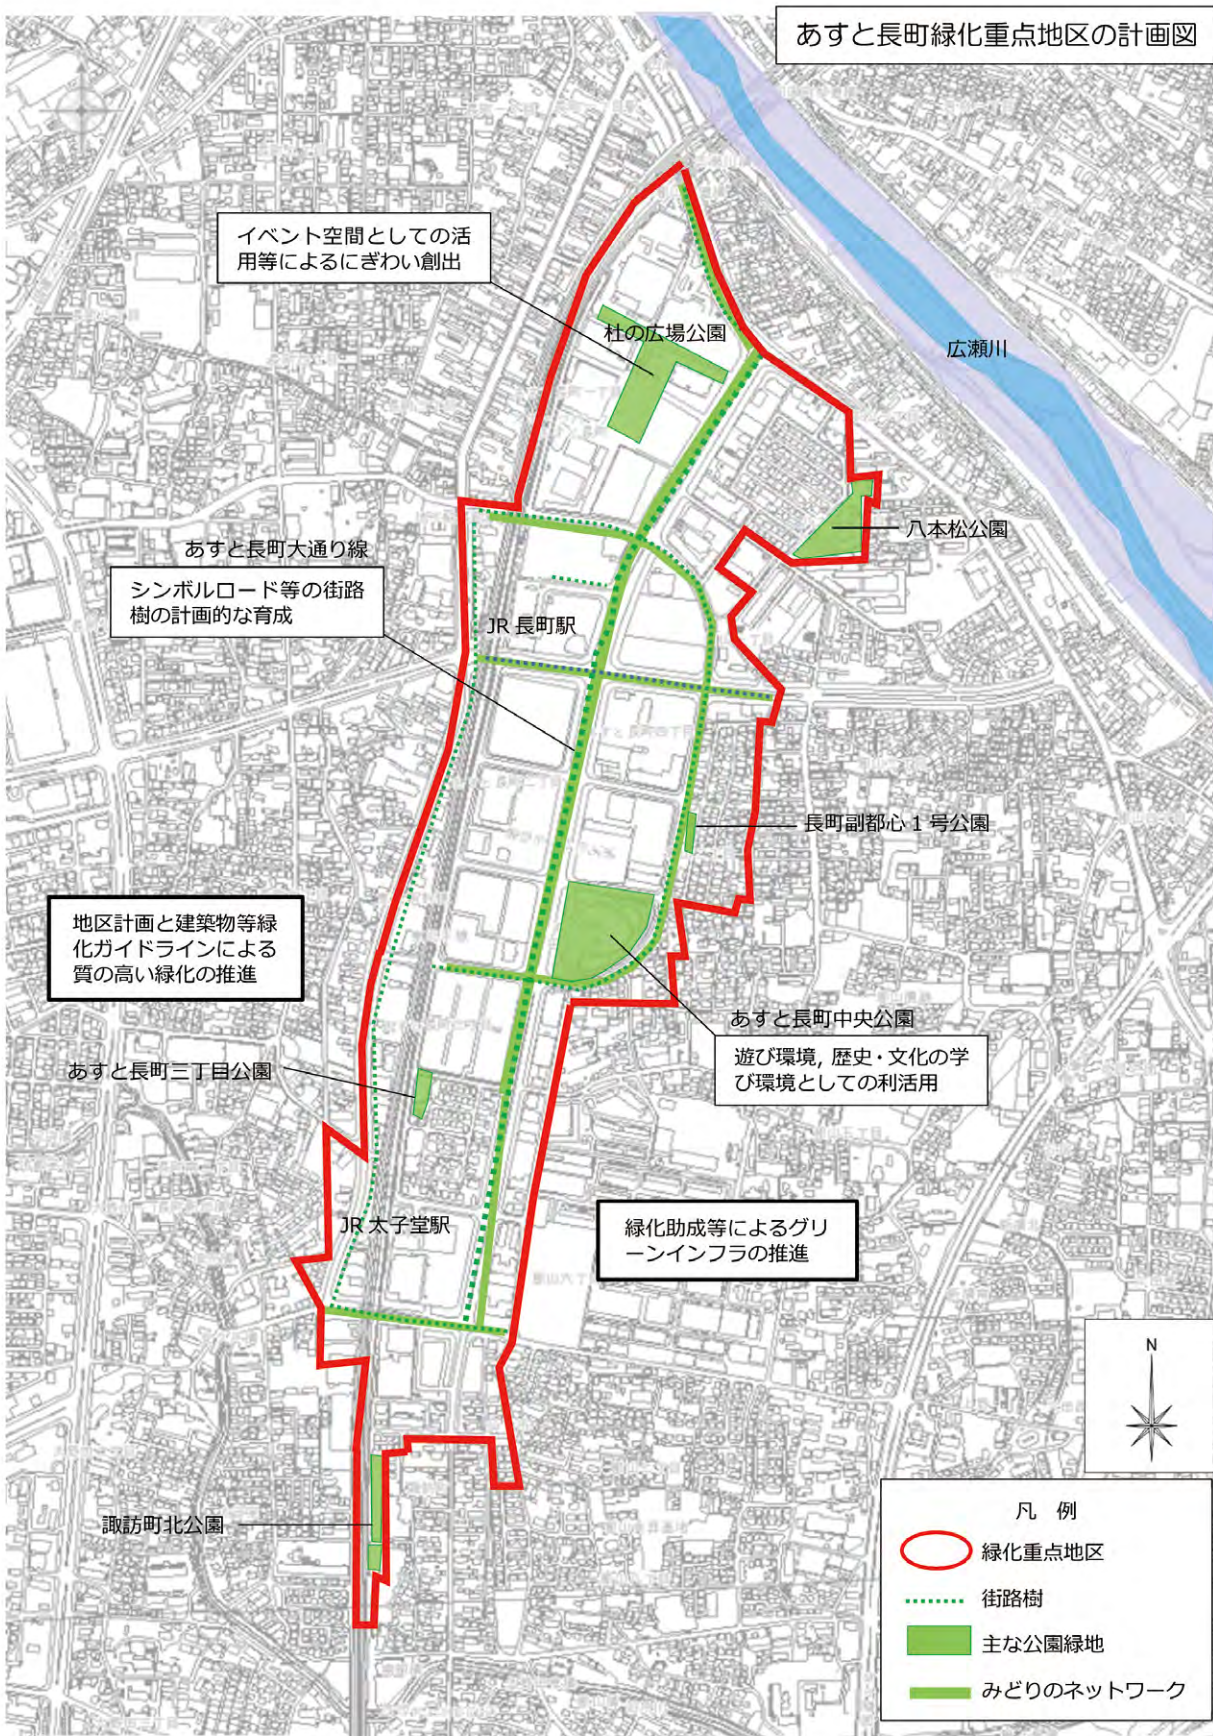 あすと長町緑化重点地区の計画図
イベント空間としての活
用等によるにぎわい創出
杜の広場公園
広瀬川
八本松公園
あすと長町大通り線
シンボルロード等の街路
樹の計画的な育成
JR 長町駅
長町副都心1号公園
地区計画と建築物等緑
化ガイドラインによる
質の高い緑化の推進
あすと長町中央公園
遊び環境, 歴史・文化の学
び環境としての利活用
あすと長町三丁目公園
JR 太子堂駅
緑化助成等によるグリ
ーンインフラの推進
諏訪町北公園
N
凡 例
緑化重点地区
街路樹
主な公園緑地
みどりのネットワーク